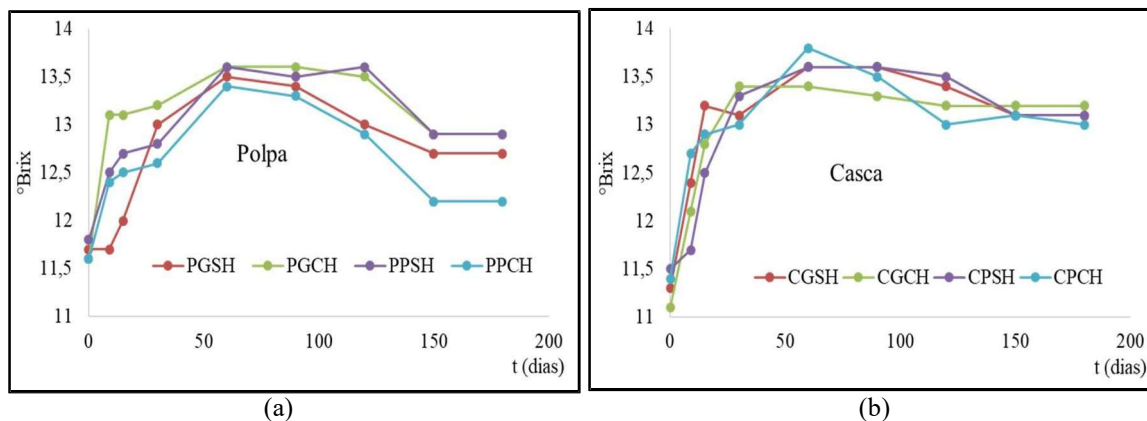 14
13,5
13
12,5
12
11,5
11
°Brix
Polpa
PGSH PGCH PPSH PPCH
0 50 100 150 200
t (dias)
(a)
14
13,5
13
12,5
12
11,5
11
°Brix
Casca
CGSH CGCH CPSH CPCH
0 50 100 150 200
t (dias)
(b)